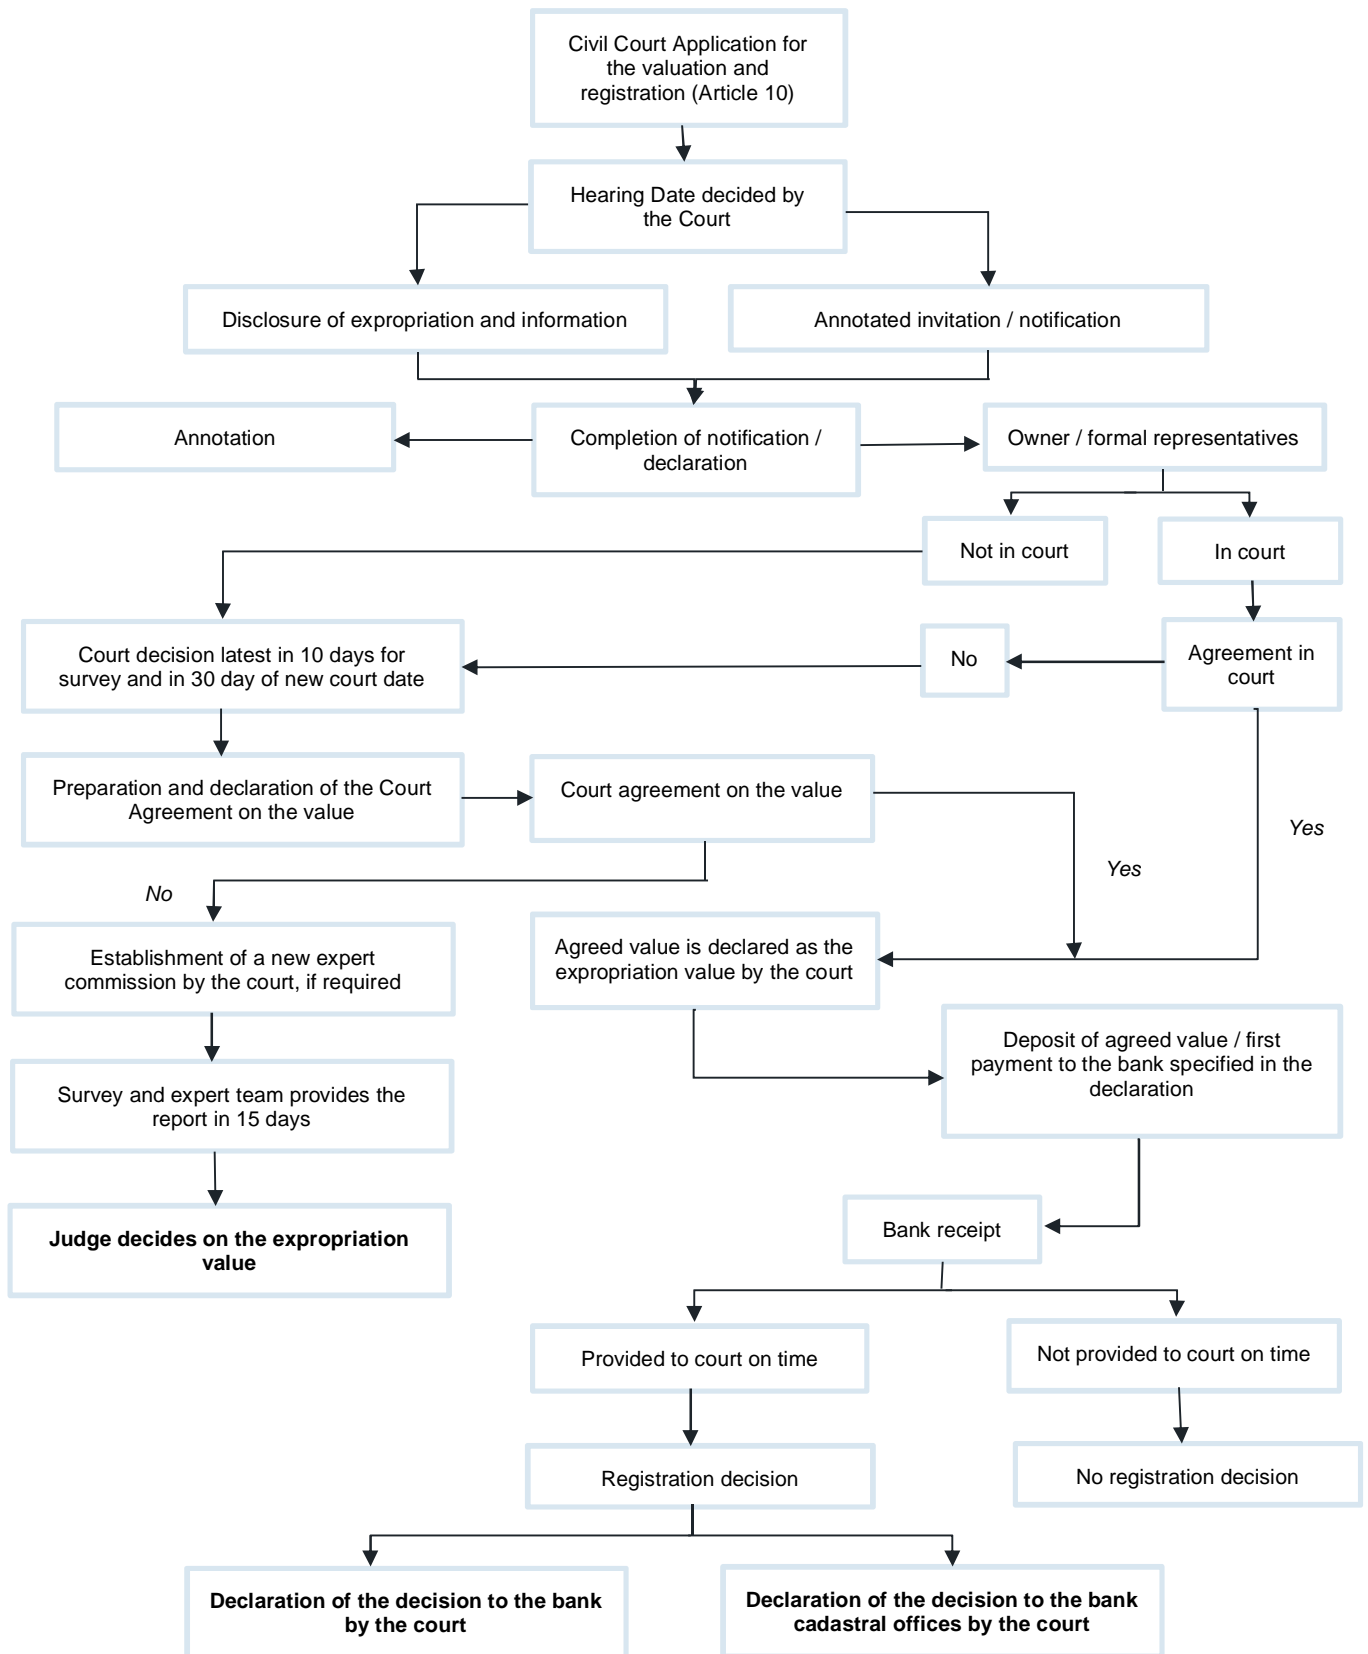 Civil Court Application for
the valuation and
registration (Article 10)
Hearing Date decided by
the Court
Disclosure of expropriation and information
Annotated invitation / notification
Annotation
Completion of notification /
declaration
Owner / formal representatives
Not in court
In court
Court decision latest in 10 days for
survey and in 30 day of new court date
No
Agreement in
court
Preparation and declaration of the Court
Agreement on the value
Court agreement on the value
Yes
Yes
No
Establishment of a new expert
commission by the court, if required
Agreed value is declared as the
expropriation value by the court
Survey and expert team provides the
report in 15 days
Deposit of agreed value / first
payment to the bank specified in the
declaration
Judge decides on the expropriation
value
Bank receipt
Provided to court on time
Not provided to court on time
Registration decision
No registration decision
Declaration of the decision to the bank
by the court
Declaration of the decision to the bank
cadastral offices by the court